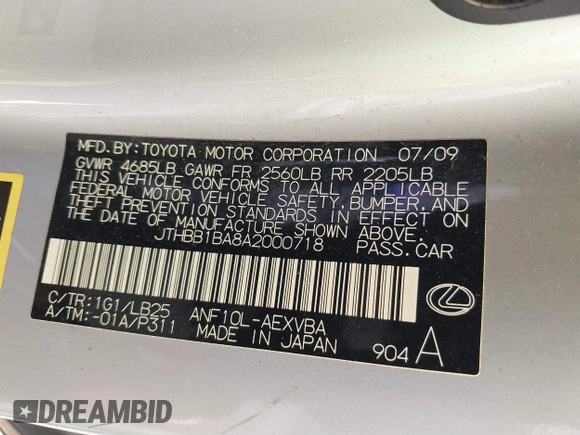 MFD. BY: TOYOTA MOTOR CORPORATION 07/09
GVWR 4685LB GAWR FR 2560LB RR 2205LB
THIS VEHICLE CONFORMS TO ALL APPLICABLE
FEDERAL MOTOR VEHICLE SAFETY, BUMPER, AND
THEFT PREVENTION STANDARDS IN EFFECT ON
THE DATE OF MANUFACTURE SHOWN ABOVE.
JTHBB1BA8A2000718 PASS.CAR
C/TR:1G1/LB25 ANF10L-AEXVBA
A/TM:-01A/P311 MADE IN JAPAN 904 A
DREAMBID